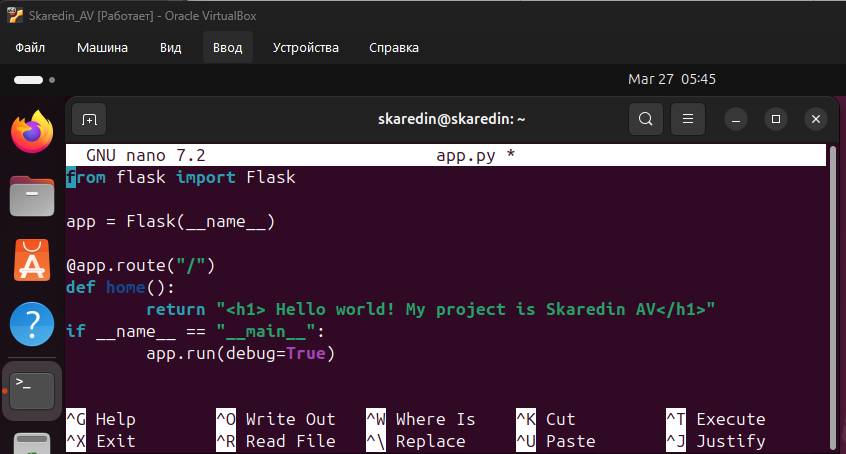 Skaredin_AV [Работает] - Oracle VirtualBox
Файл Машина Вид Ввод Устройства Справка
Mar 27 05:45
skaredin@skaredin: ~
GNU nano 7.2 app.py *
from flask import Flask
app = Flask(__name__)
@app.route("/")
def home():
return "<h1> Hello world! My project is Skaredin AV</h1>"
if __name__ == "__main__":
app.run(debug=True)
^G Help ^O Write Out ^W Where Is ^K Cut ^T Execute
^X Exit ^R Read File ^\ Replace ^U Paste ^J Justify